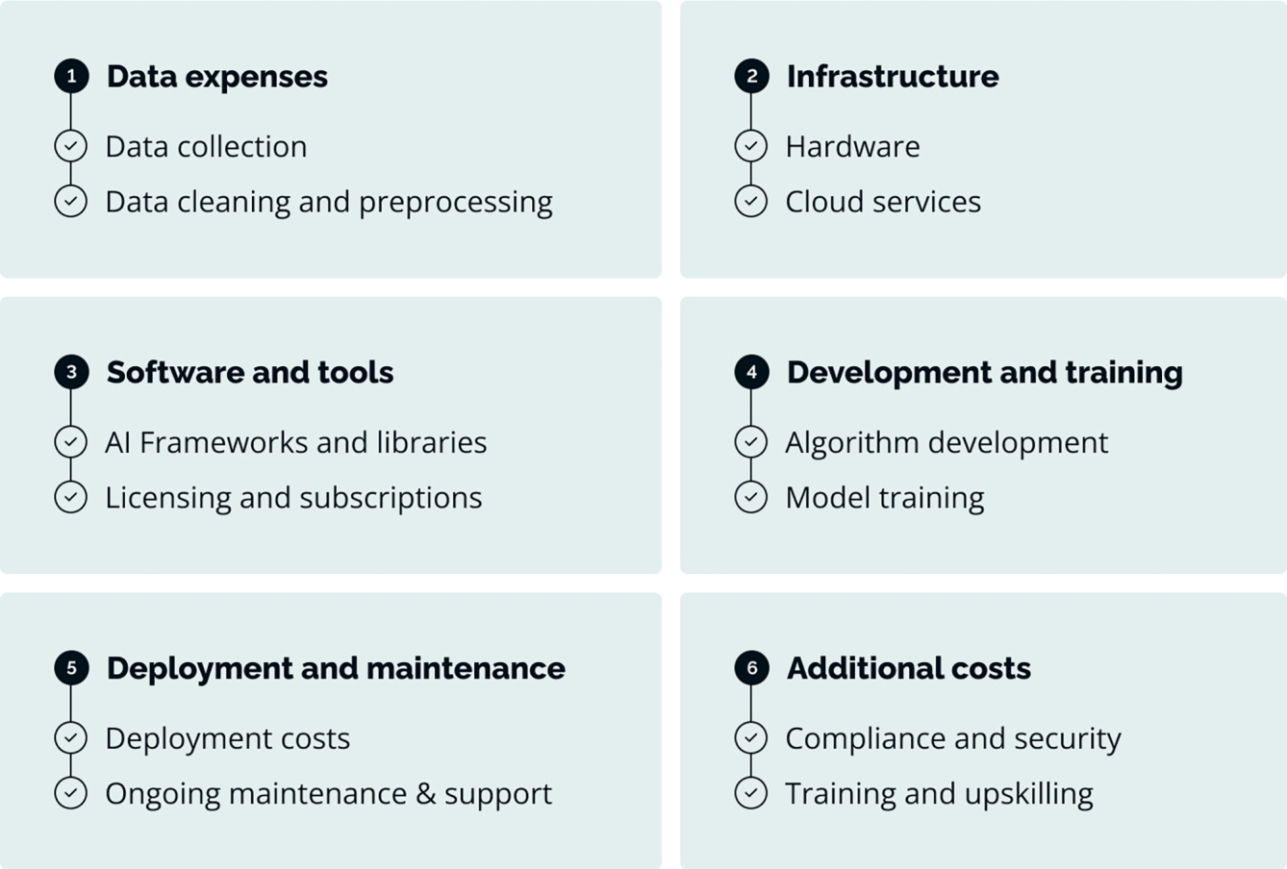 1 Data expenses
Data collection
Data cleaning and preprocessing
2 Infrastructure
Hardware
Cloud services
3 Software and tools
AI Frameworks and libraries
Licensing and subscriptions
4 Development and training
Algorithm development
Model training
5 Deployment and maintenance
Deployment costs
Ongoing maintenance & support
6 Additional costs
Compliance and security
Training and upskilling